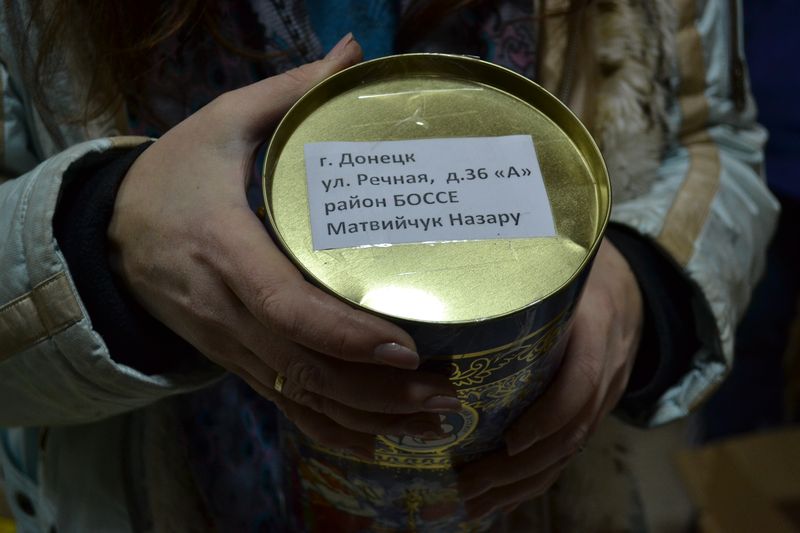 г. Донецк
ул. Речная, д.36 «А»
район БОССЕ
Матвийчук Назару